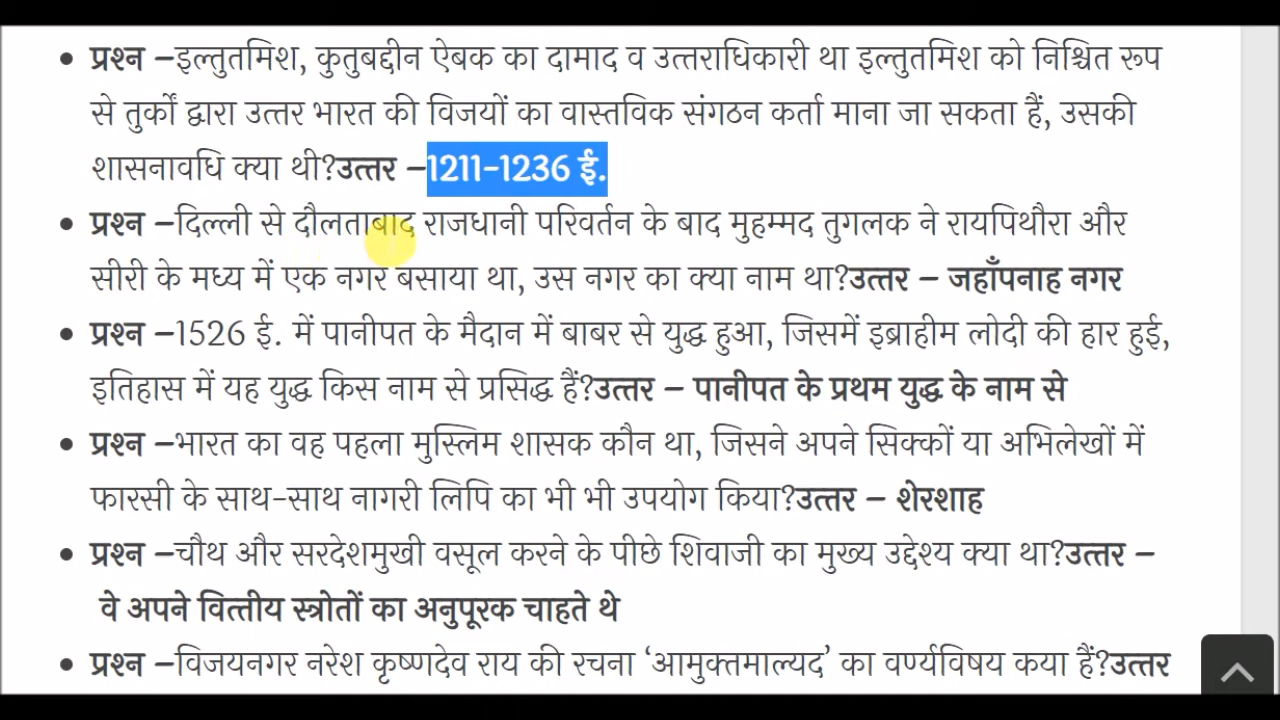 • प्रश्न –इल्तुतमिश, कुतुबद्दीन ऐबक का दामाद व उत्तराधिकारी था इल्तुतमिश को निश्चित रूप
से तुर्कों द्वारा उत्तर भारत की विजयों का वास्तविक संगठन कर्ता माना जा सकता हैं, उसकी
शासनावधि क्या थी?उत्तर –1211-1236 ई.
• प्रश्न –दिल्ली से दौलताबाद राजधानी परिवर्तन के बाद मुहम्मद तुगलक ने रायपिथौरा और
सीरी के मध्य में एक नगर बसाया था, उस नगर का क्या नाम था?उत्तर – जहाँपनाह नगर
• प्रश्न –1526 ई. में पानीपत के मैदान में बाबर से युद्ध हुआ, जिसमें इब्राहीम लोदी की हार हुई,
इतिहास में यह युद्ध किस नाम से प्रसिद्ध हैं?उत्तर – पानीपत के प्रथम युद्ध के नाम से
• प्रश्न –भारत का वह पहला मुस्लिम शासक कौन था, जिसने अपने सिक्कों या अभिलेखों में
फारसी के साथ-साथ नागरी लिपि का भी भी उपयोग किया?उत्तर – शेरशाह
• प्रश्न –चौथ और सरदेशमुखी वसूल करने के पीछे शिवाजी का मुख्य उद्देश्य क्या था?उत्तर –
वे अपने वित्तीय स्त्रोतों का अनुपूरक चाहते थे
• प्रश्न –विजयनगर नरेश कृष्णदेव राय की रचना ‘आमुक्तमाल्यद’ का वर्ण्यविषय कया हैं?उत्तर